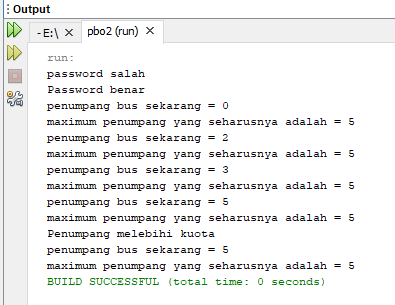 Output
-E:\
pbo2 (run)
run:
password salah
Password benar
penumpang bus sekarang = 0
maximum penumpang yang seharusnya adalah = 5
penumpang bus sekarang = 2
maximum penumpang yang seharusnya adalah = 5
penumpang bus sekarang = 3
maximum penumpang yang seharusnya adalah = 5
penumpang bus sekarang = 5
maximum penumpang yang seharusnya adalah = 5
Penumpang melebihi kuota
penumpang bus sekarang = 5
maximum penumpang yang seharusnya adalah = 5
BUILD SUCCESSFUL (total time: 0 seconds)